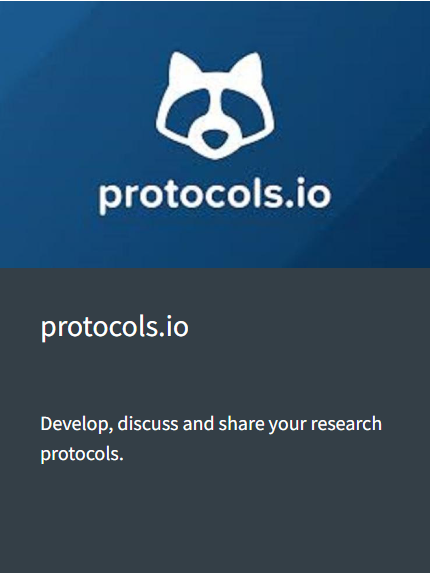 protocols.io
protocols.io
Develop, discuss and share your research
protocols.